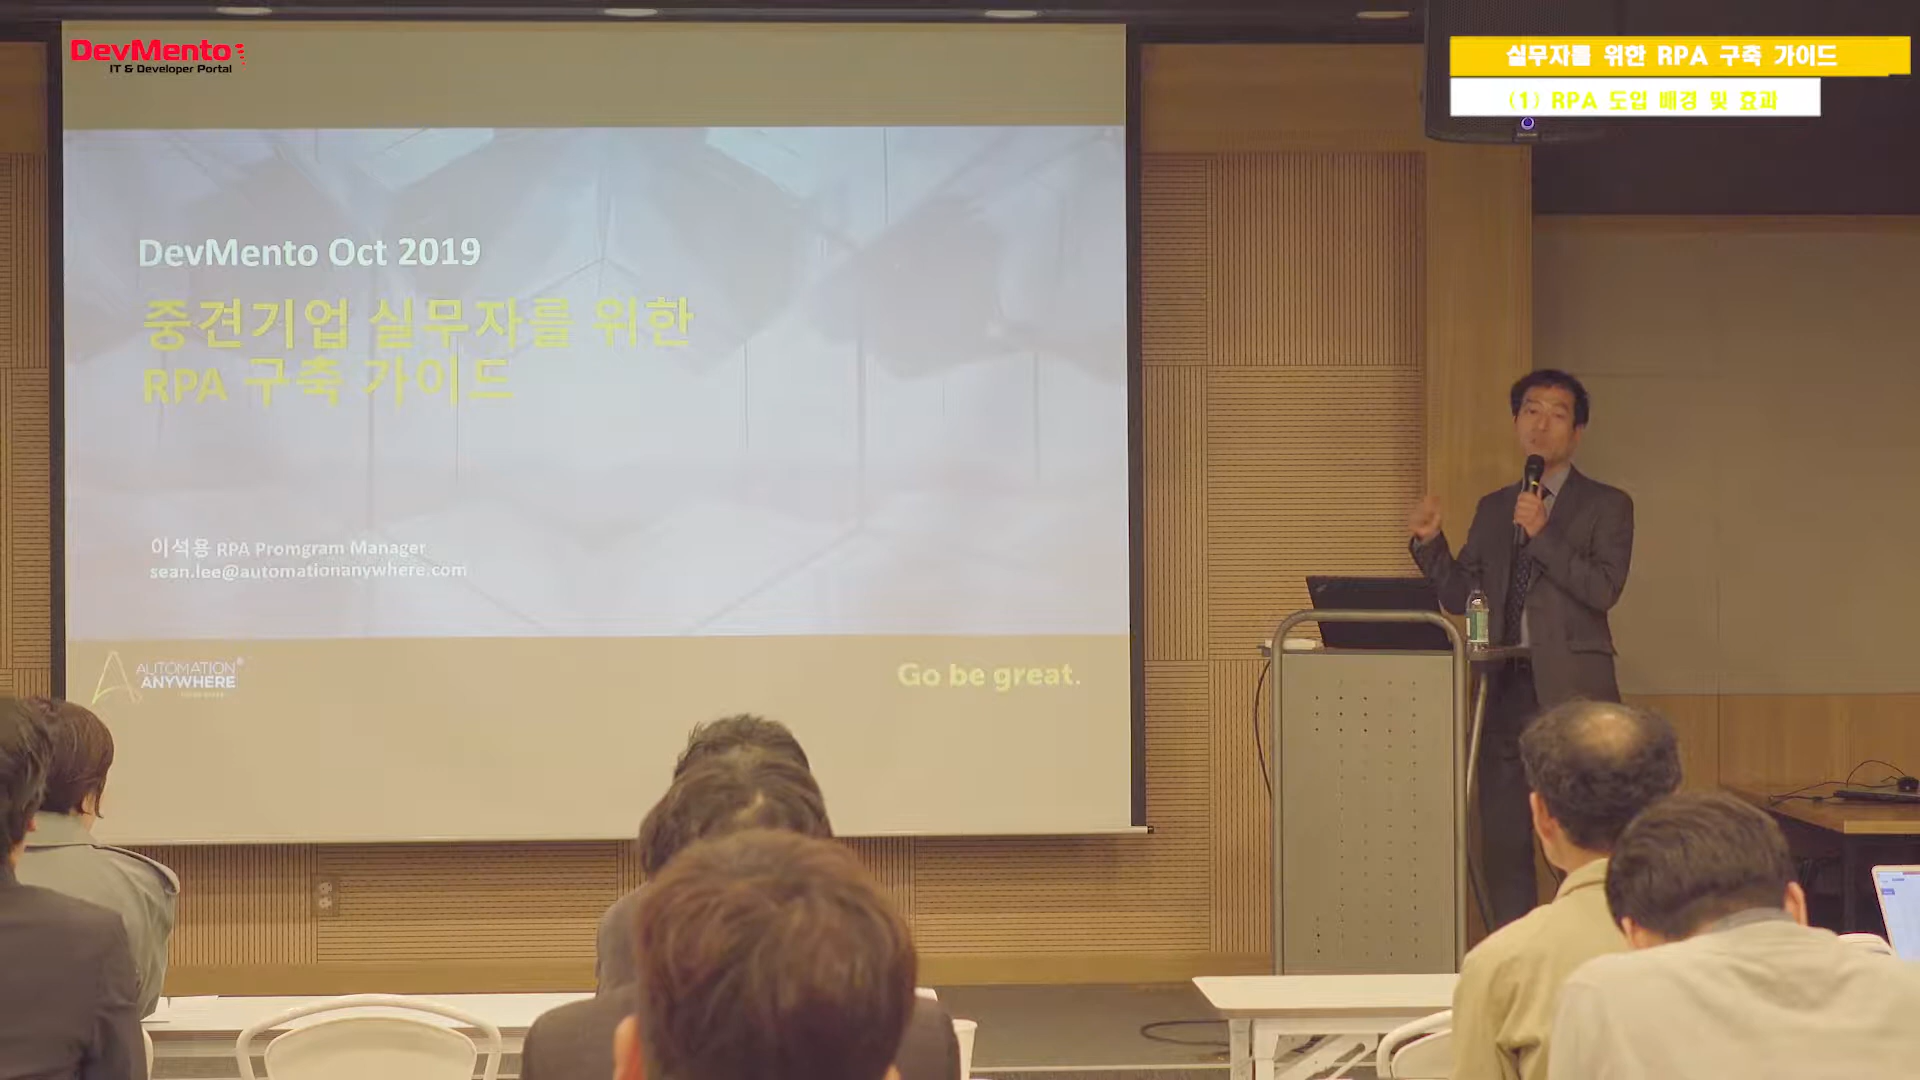 DevMento
IT & Developer Portal
실무자를 위한 RPA 구축 가이드
(1) RPA 도입 배경 및 효과
DevMento Oct 2019
중견기업 실무자를 위한
RPA 구축 가이드
이석용 RPA Promgram Manager
sean.lee@automationanywhere.com
AUTOMATION
ANYWHERE
Go be great.